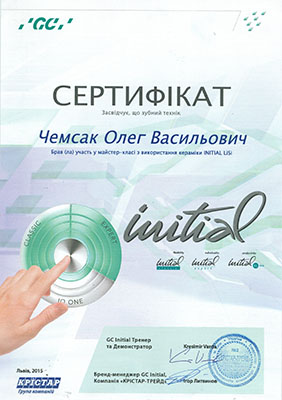 GC
СЕРТИФІКАТ
Засвідчує, що зубний технік
Чемсак Олег Васильович
Брав (ла) участь у майстер-класі з використання кераміки INITIAL LiSi
CLASSIC
EXPERT
IQ ONE
initial
initial
initial
initial
GC Initial Тренер
та Демонстратор
Львів, 2015
КРІСТАР
Група компаній
Бренд-менеджер GC Initial,
Компанія «КРІСТАР-ТРЕЙД»
Ігор Литвинов